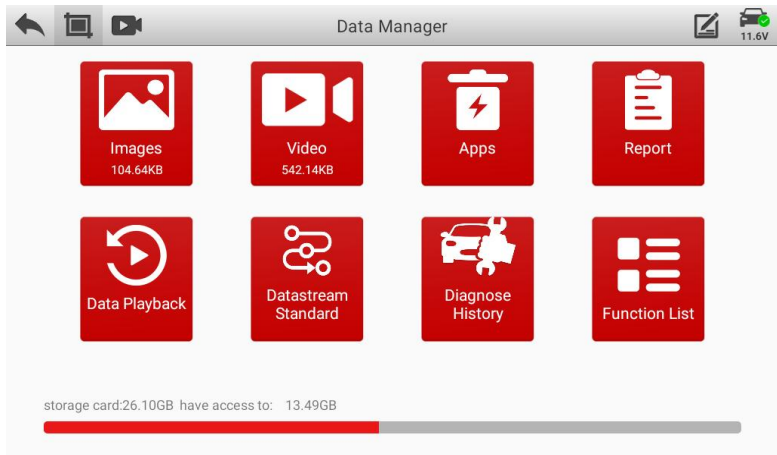 Data Manager
11.6V
Images
104.64KB
Video
542.14KB
Apps
Report
Data Playback
Datastream
Standard
Diagnose
History
Function List
storage card:26.10GB have access to: 13.49GB